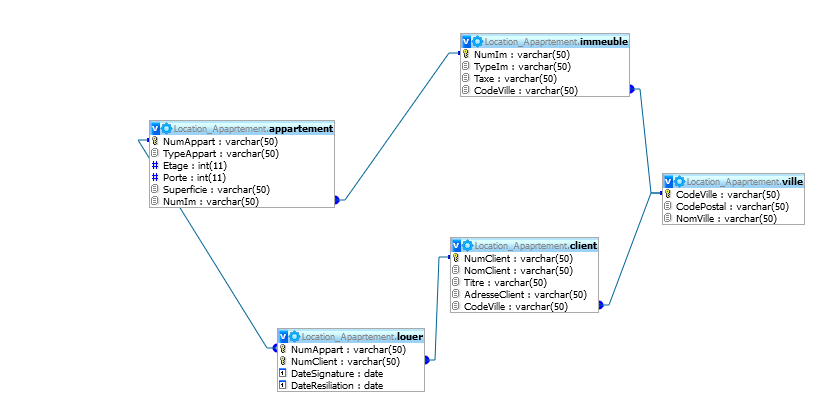 Location_Apaprtement.immeuble
NumIm : varchar(50)
TypeIm : varchar(50)
Taxe : varchar(50)
CodeVille : varchar(50)
Location_Apaprtement.appartement
NumAppart : varchar(50)
TypeAppart : varchar(50)
# Etage : int(11)
# Porte : int(11)
Superficie : varchar(50)
NumIm : varchar(50)
Location_Apaprtement.ville
CodeVille : varchar(50)
CodePostal : varchar(50)
NomVille : varchar(50)
Location_Apaprtement.client
NumClient : varchar(50)
NomClient : varchar(50)
Titre : varchar(50)
AdresseClient : varchar(50)
CodeVille : varchar(50)
Location_Apaprtement.louer
NumAppart : varchar(50)
NumClient : varchar(50)
DateSignature : date
DateResiliation : date